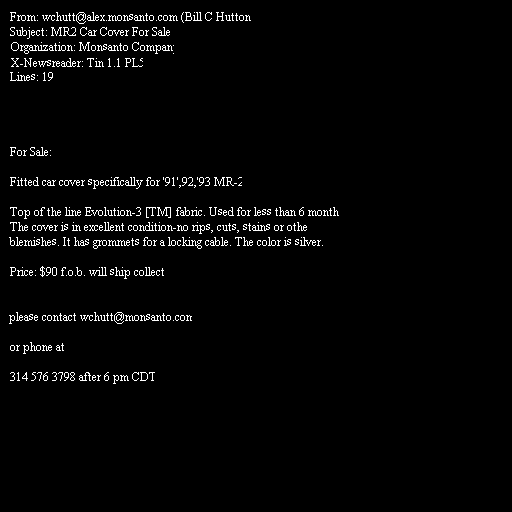 From: wchutt@alex.monsanto.com (Bill C Hutton
Subject: MR2 Car Cover For Sale
Organization: Monsanto Compan
X-Newsreader: Tin 1.1 PL5
Lines: 19
For Sale:
Fitted car cover specifically for '91',92,'93 MR-2
Top of the line Evolution-3 [TM] fabric. Used for less than 6 month
The cover is in excellent condition-no rips, cuts, stains or othe
blemishes. It has grommets for a locking cable. The color is silver.
Price: $90 f.o.b. will ship collect
please contact wchutt@monsanto.com
or phone at
314 576 3798 after 6 pm CDT